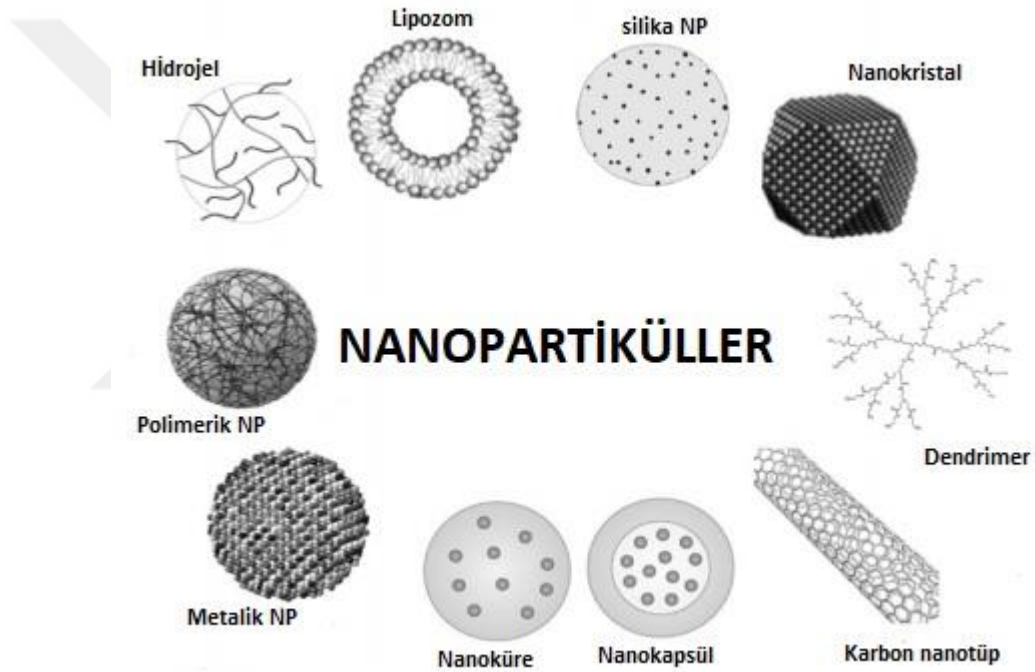 Lipozom
silika NP
Hidrojel
Nanokristal
NANOPARTİKÜLLER
Polimerik NP
Dendrimer
Metalik NP
Nanoküre
Nanokapsül
Karbon nanotüp